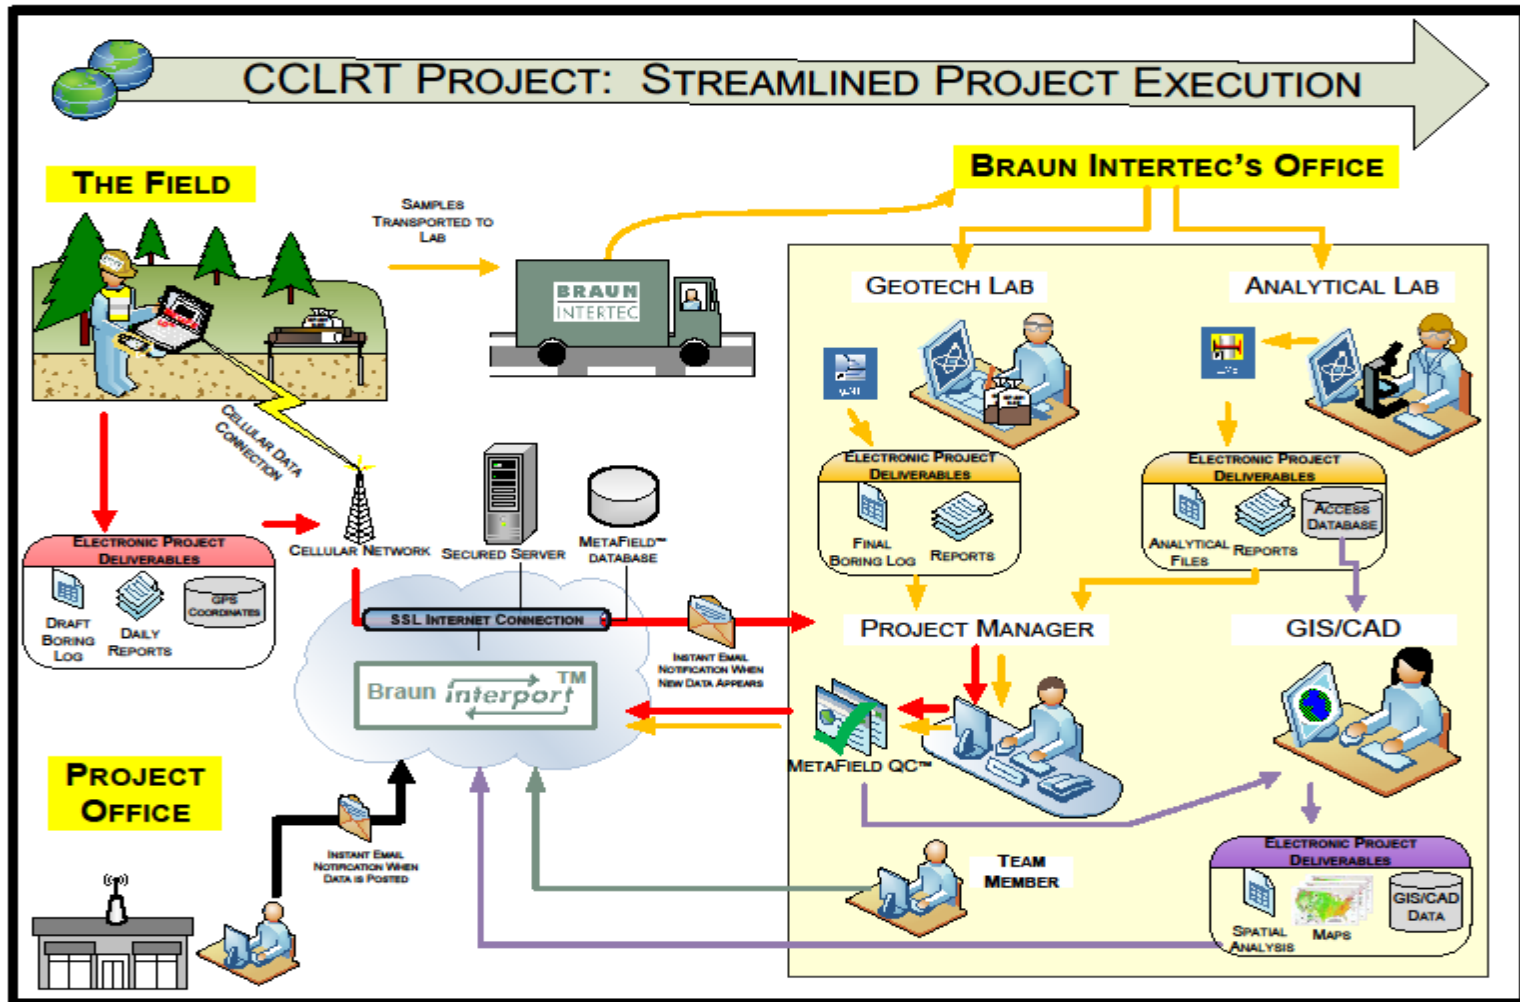 CCLRT PROJECT: STREAMLINED PROJECT EXECUTION
THE FIELD
SAMPLES
TRANSPORTED TO
LAB
BRAUN
INTERTEC
BRAUN INTERTEC'S OFFICE
GEOTECH LAB
ANALYTICAL LAB
CELLULAR DATA
CONNECTION
ELECTRONIC PROJECT
DELIVERABLES
DRAFT
BORING
LOG
DAILY
REPORTS
GPS
COORDINATES
CELLULAR NETWORK
SECURED SERVER
METAFIELD™
DATABASE
SSL INTERNET CONNECTION
Braun interport™
INSTANT EMAIL
NOTIFICATION WHEN
NEW DATA APPEARS
ELECTRONIC PROJECT
DELIVERABLES
FINAL
BORING LOG
REPORTS
ELECTRONIC PROJECT
DELIVERABLES
ANALYTICAL
FILES
REPORTS
ACCESS
DATABASE
PROJECT MANAGER
GIS/CAD
METAFIELD QC™
PROJECT
OFFICE
INSTANT EMAIL
NOTIFICATION WHEN
DATA IS POSTED
TEAM
MEMBER
ELECTRONIC PROJECT
DELIVERABLES
SPATIAL
ANALYSIS
MAPS
GIS/CAD
DATA